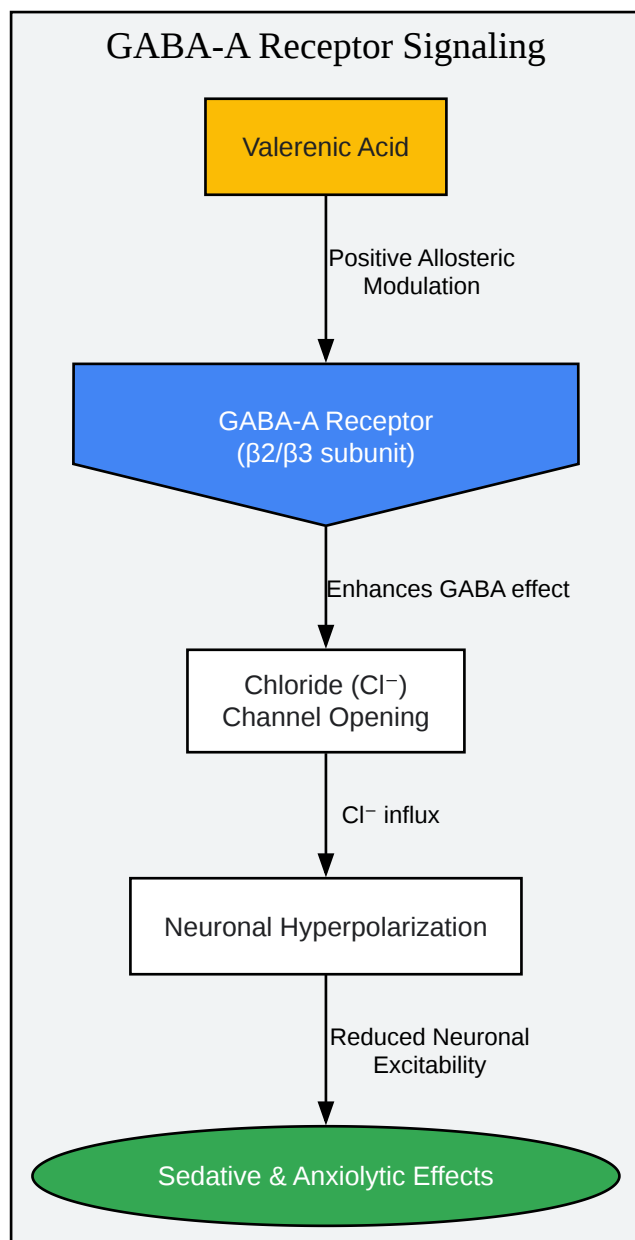 GABA-A Receptor Signaling
Valerenic Acid
Positive Allosteric
Modulation
GABA-A Receptor
(β2/β3 subunit)
Enhances GABA effect
Chloride (Cl⁻)
Channel Opening
Cl⁻ influx
Neuronal Hyperpolarization
Reduced Neuronal
Excitability
Sedative & Anxiolytic Effects